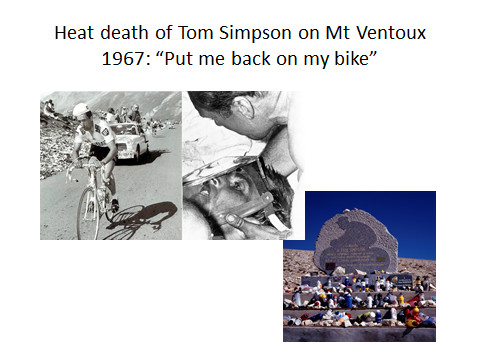 Heat death of Tom Simpson on Mt Ventoux
1967: “Put me back on my bike”